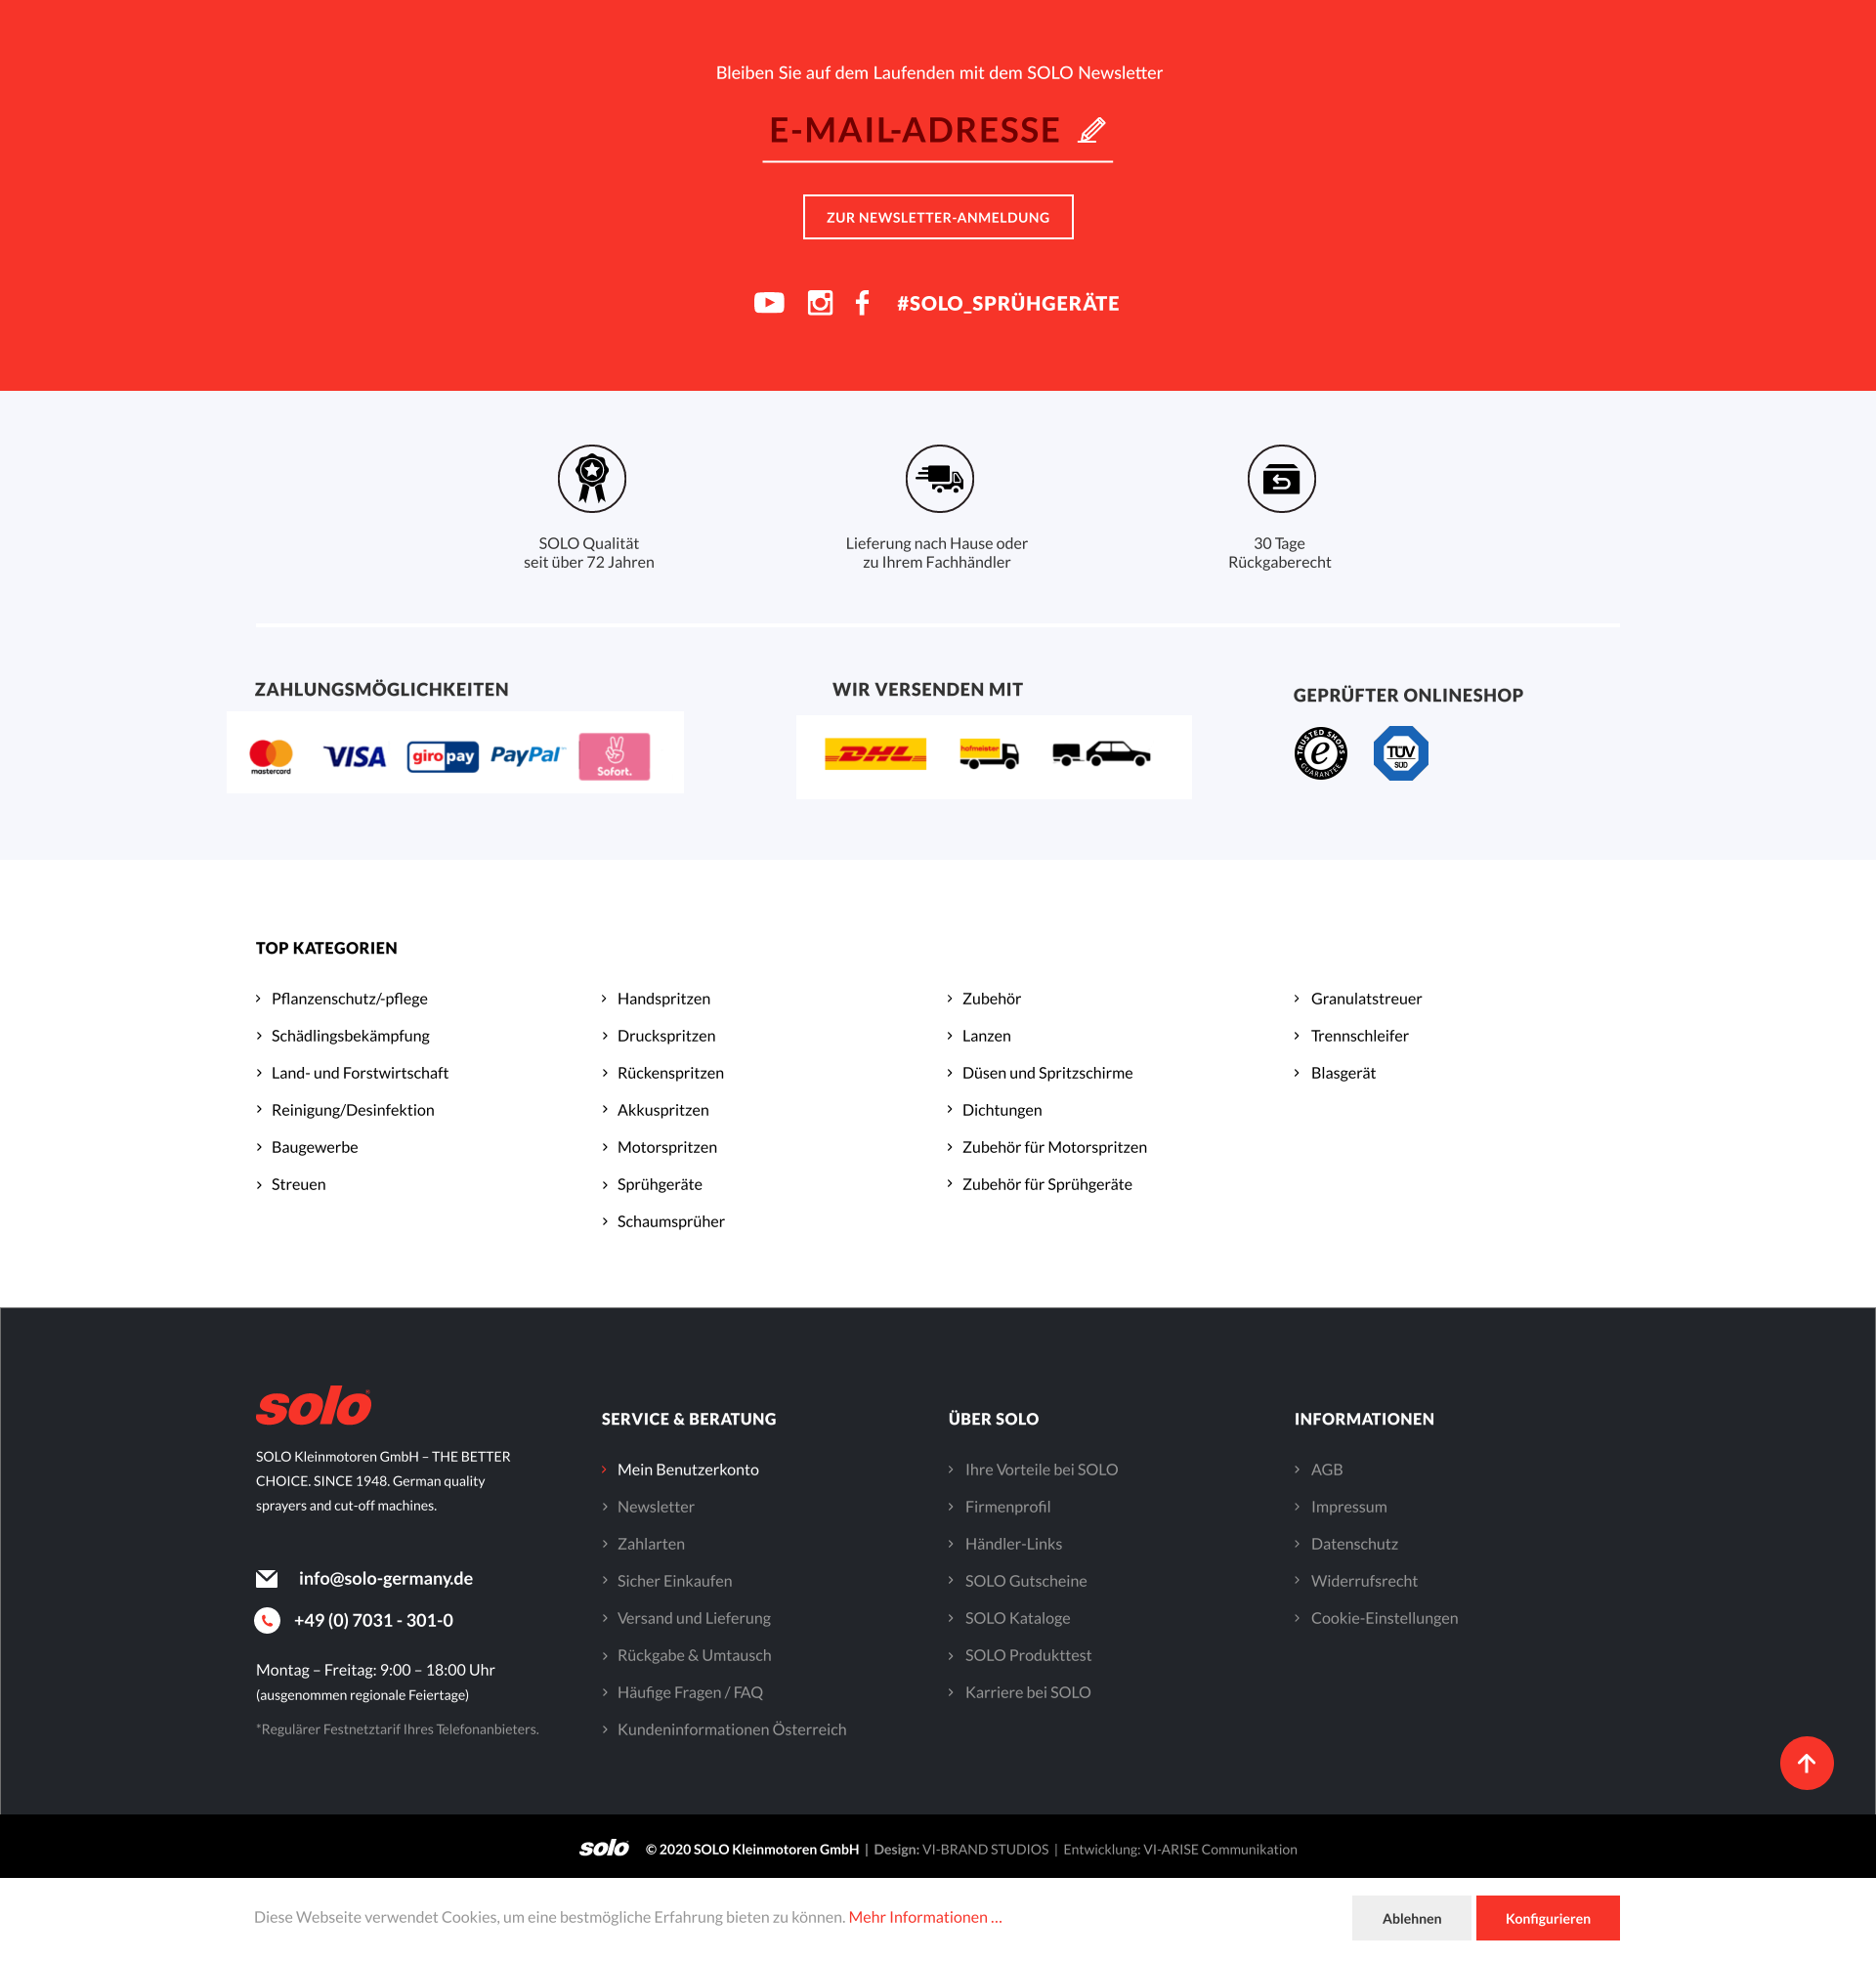 Bleiben Sie auf dem Laufenden mit dem SOLO Newsletter
E-MAIL-ADRESSE
ZUR NEWSLETTER-ANMELDUNG
#SOLO_SPRÜHGERÄTE
SOLO Qualität
seit über 72 Jahren
Lieferung nach Hause oder
zu Ihrem Fachhändler
30 Tage
Rückgaberecht
ZAHLUNGSMÖGLICHKEITEN
mastercard
VISA
giropay
PayPal
Sofort.
WIR VERSENDEN MIT
DHL
hofmeister
GEPRÜFTER ONLINESHOP
TRUSTED SHOPS
e
GUARANTEE
TÜV
SÜD
TOP KATEGORIEN
Pflanzenschutz/-pflege
Schädlingsbekämpfung
Land- und Forstwirtschaft
Reinigung/Desinfektion
Baugewerbe
Streuen
Handspritzen
Druckspritzen
Rückenspritzen
Akkuspritzen
Motorspritzen
Sprühgeräte
Schaumsprüher
Zubehör
Lanzen
Düsen und Spritzschirme
Dichtungen
Zubehör für Motorspritzen
Zubehör für Sprühgeräte
Granulatstreuer
Trennschleifer
Blasgerät
solo
SOLO Kleinmotoren GmbH – THE BETTER
CHOICE. SINCE 1948. German quality
sprayers and cut-off machines.
info@solo-germany.de
+49 (0) 7031 - 301-0
Montag – Freitag: 9:00 – 18:00 Uhr
(ausgenommen regionale Feiertage)
*Regulärer Festnetztarif Ihres Telefonanbieters.
SERVICE & BERATUNG
Mein Benutzerkonto
Newsletter
Zahlarten
Sicher Einkaufen
Versand und Lieferung
Rückgabe & Umtausch
Häufige Fragen / FAQ
Kundeninformationen Österreich
ÜBER SOLO
Ihre Vorteile bei SOLO
Firmenprofil
Händler-Links
SOLO Gutscheine
SOLO Kataloge
SOLO Produkttest
Karriere bei SOLO
INFORMATIONEN
AGB
Impressum
Datenschutz
Widerrufsrecht
Cookie-Einstellungen
solo © 2020 SOLO Kleinmotoren GmbH | Design: VI-BRAND STUDIOS | Entwicklung: VI-ARISE Communikation
Diese Webseite verwendet Cookies, um eine bestmögliche Erfahrung bieten zu können. Mehr Informationen ...
Ablehnen
Konfigurieren